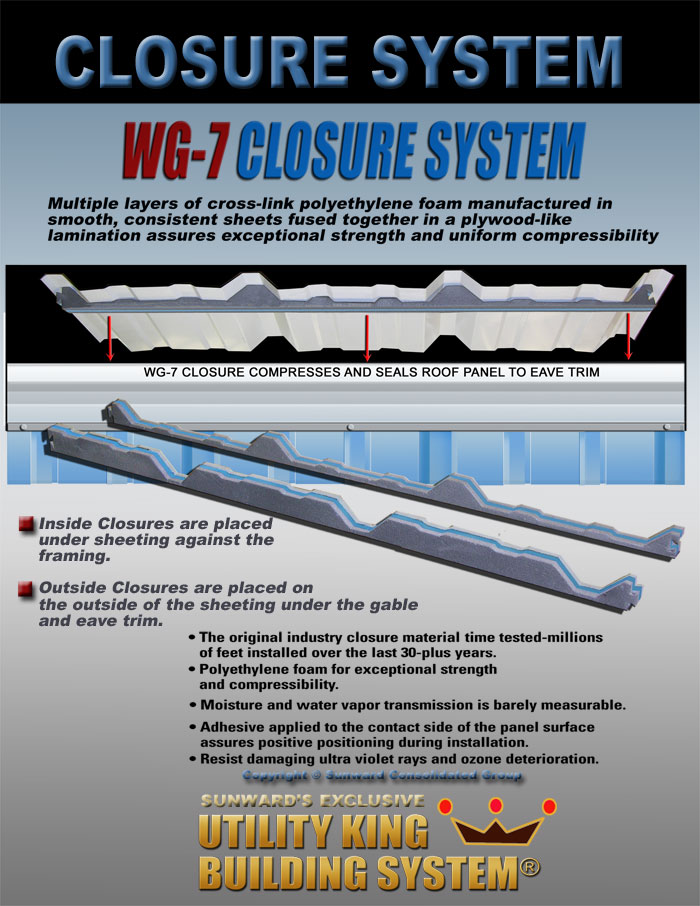 CLOSURE SYSTEM
WG-7 CLOSURE SYSTEM
Multiple layers of cross-link polyethylene foam manufactured in
smooth, consistent sheets fused together in a plywood-like
lamination assures exceptional strength and uniform compressibility
WG-7 CLOSURE COMPRESSES AND SEALS ROOF PANEL TO EAVE TRIM
Inside Closures are placed
under sheeting against the
framing.
Outside Closures are placed on
the outside of the sheeting under the gable
and eave trim.
• The original industry closure material time tested-millions
of feet installed over the last 30-plus years.
• Polyethylene foam for exceptional strength
and compressibility.
• Moisture and water vapor transmission is barely measurable.
• Adhesive applied to the contact side of the panel surface
assures positive positioning during installation.
• Resist damaging ultra violet rays and ozone deterioration.
Copyright © Sunward Consolidated Group
SUNWARD'S EXCLUSIVE
UTILITY KING
BUILDING SYSTEM®